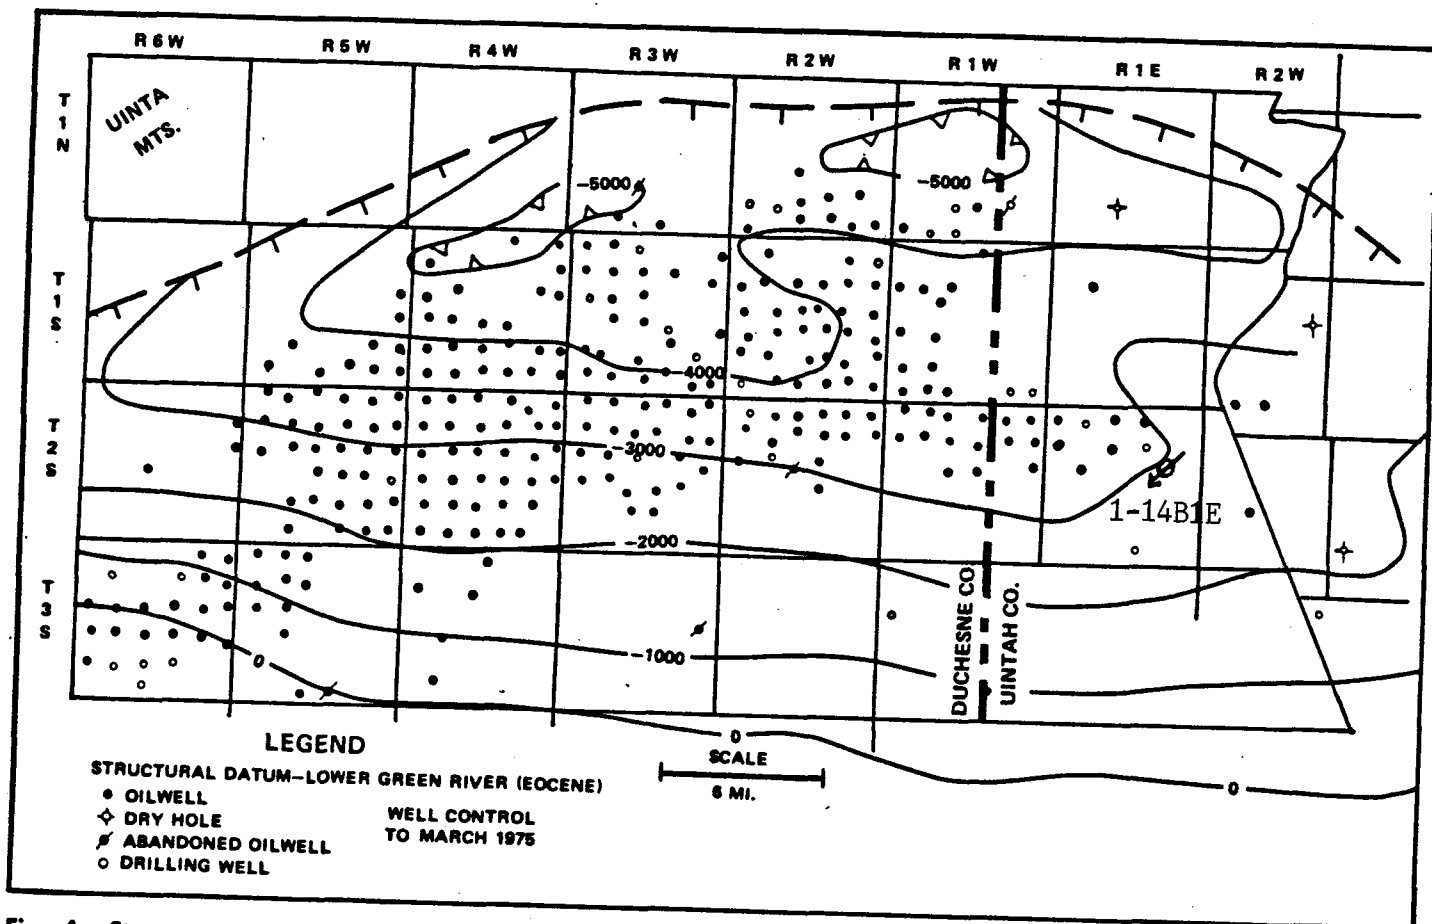 R6W R5W R4W R3W R2W R1W R1E R2W
T
1
N
UINTA
MTS.
-5000
-5000
T
1
S
-4000
T
2
S
-3000
1-14B1E
-2000
T
3
S
DUCHESNE CO
UINTAH CO.
-1000
0
0
0
LEGEND
STRUCTURAL DATUM—LOWER GREEN RIVER (EOCENE)
OILWELL
DRY HOLE
ABANDONED OILWELL
DRILLING WELL
WELL CONTROL
TO MARCH 1975
SCALE
6 MI.